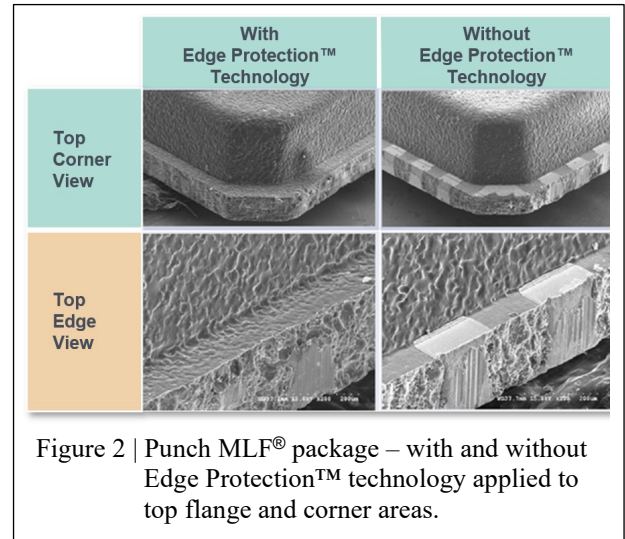 With
Edge Protection™
Technology
Without
Edge Protection™
Technology
Top
Corner
View
Top
Edge
View
Figure 2 | Punch MLF® package – with and without
Edge Protection™ technology applied to
top flange and corner areas.